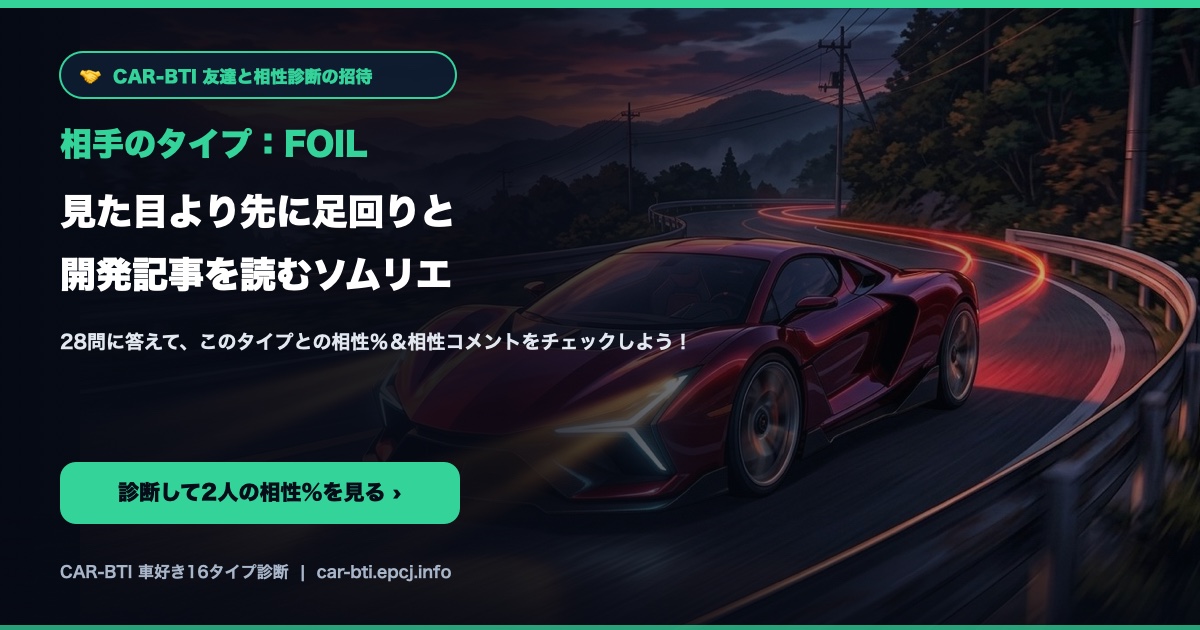 🤝 CAR-BTI 友達と相性診断の招待
相手のタイプ：FOIL
見た目より先に足回りと
開発記事を読むソムリエ
28問に答えて、このタイプとの相性%＆相性コメントをチェックしよう！
診断して2人の相性%を見る ›
CAR-BTI 車好き16タイプ診断 | car-bti.epcj.info